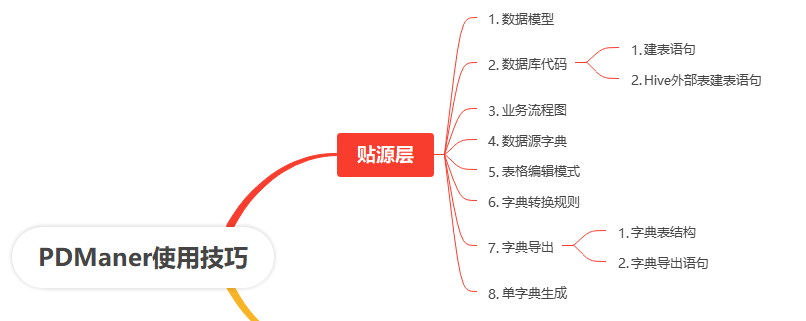 PDManer使用技巧
贴源层
1. 数据模型
2. 数据库代码
1. 建表语句
2. Hive外部表建表语句
3. 业务流程图
4. 数据源字典
5. 表格编辑模式
6. 字典转换规则
7. 字典导出
1. 字典表结构
2. 字典导出语句
8. 单字典生成